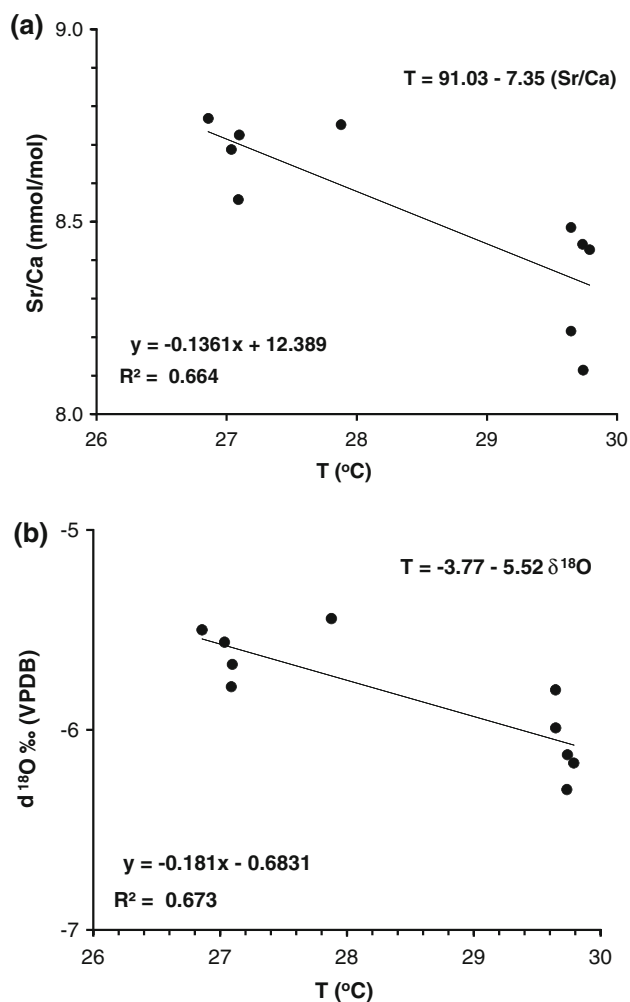 (a)
9.0
T = 91.03 - 7.35 (Sr/Ca)
Sr/Ca (mmol/mol)
8.5
y = -0.1361x + 12.389
R² = 0.664
8.0
26 27 28 29 30
T (°C)
(b)
-5
T = -3.77 - 5.52 δ¹⁸O
d ¹⁸O ‰ (VPDB)
-6
y = -0.181x - 0.6831
R² = 0.673
-7
26 27 28 29 30
T (°C)